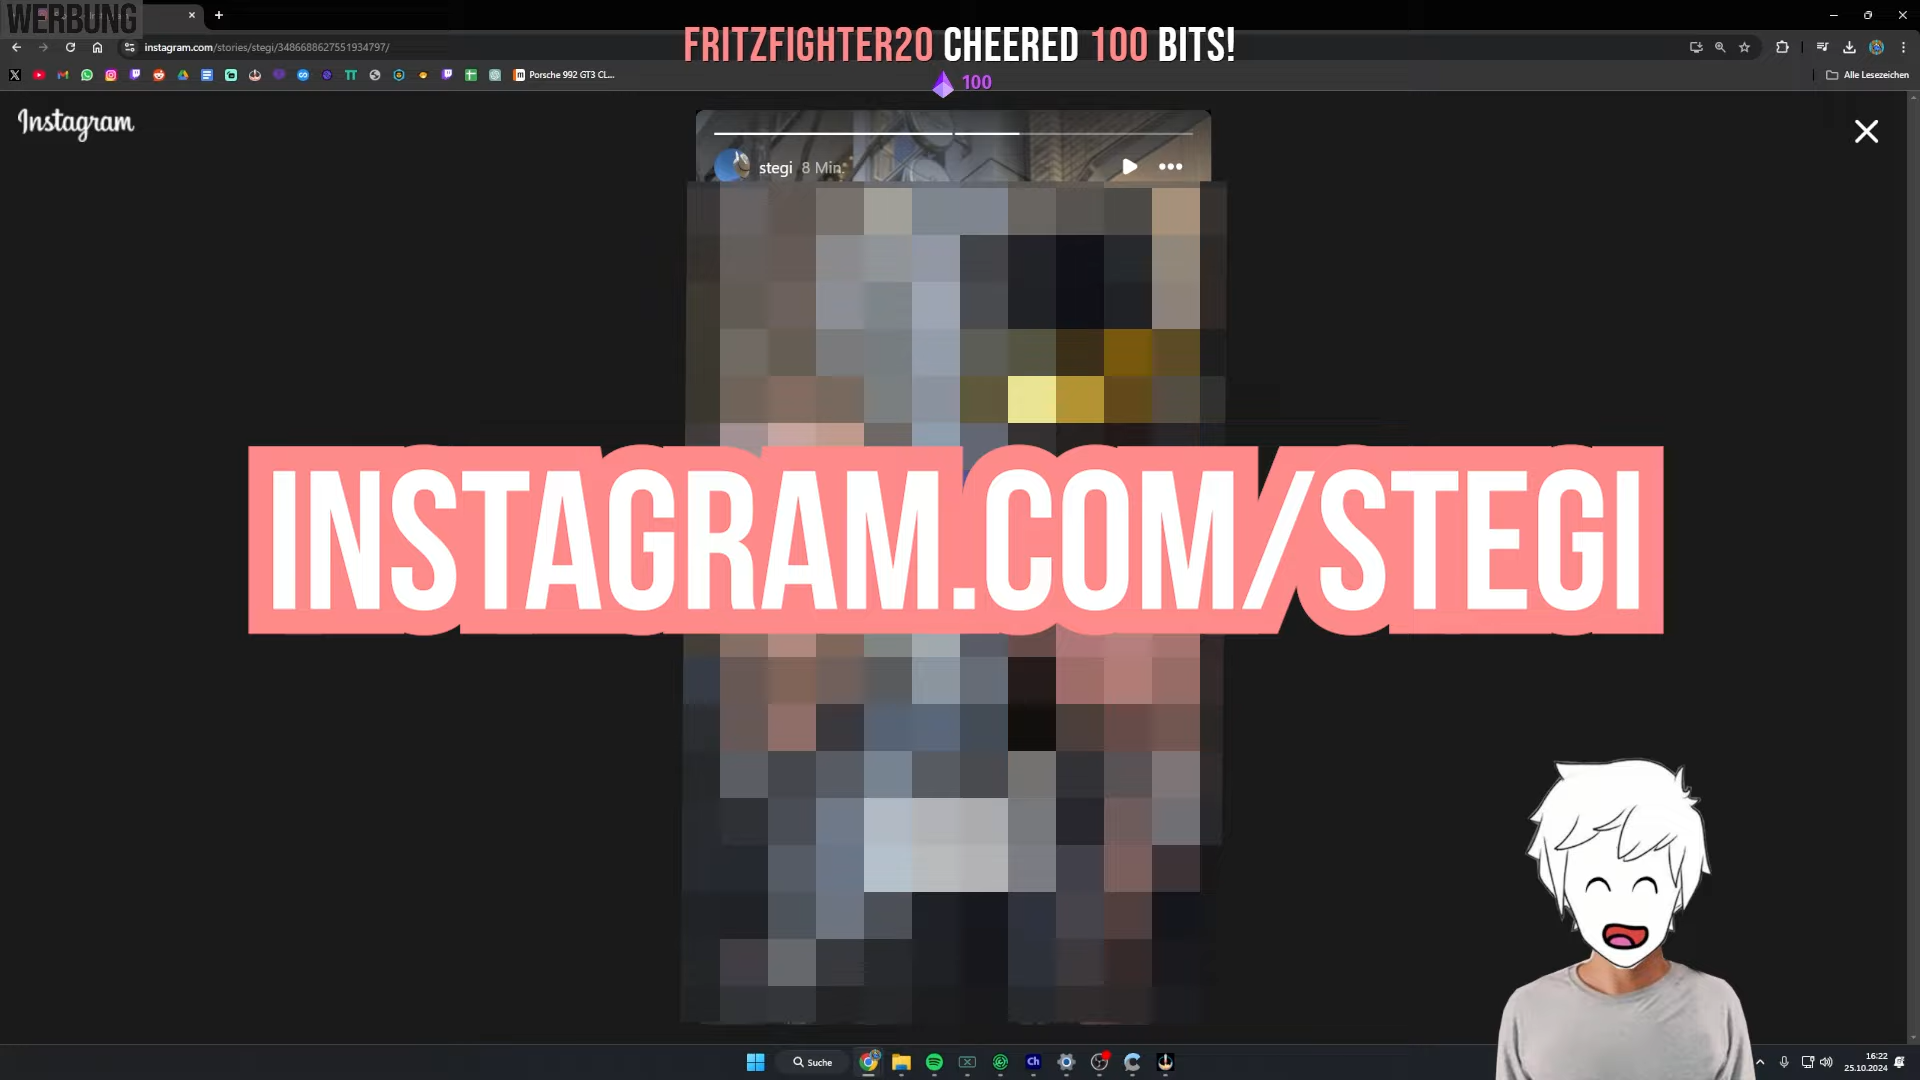 WERBUNG
instagram.com/stories/stegi/3486688627551934797/
FRITZFIGHTER20 CHEERED 100 BITS!
100
Porsche 992 GT3 CL...
Alle Lesezeichen
Instagram
stegi 8 Min.
INSTAGRAM.COM/STEGI
Suche
16:22
25.10.2024